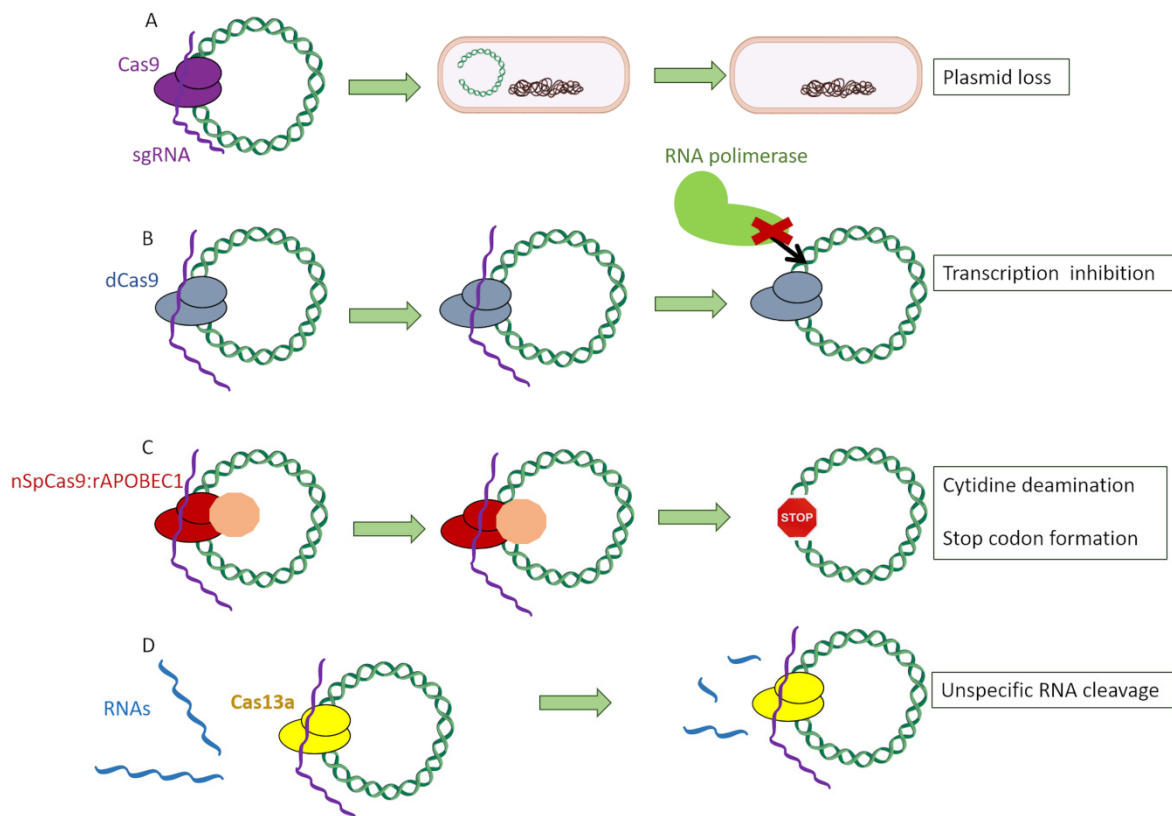 A
Cas9
sgRNA
Plasmid loss
RNA polimerase
B
dCas9
Transcription inhibition
C
nSpCas9:rAPOBEC1
STOP
Cytidine deamination
Stop codon formation
D
RNAs
Cas13a
Unspecific RNA cleavage